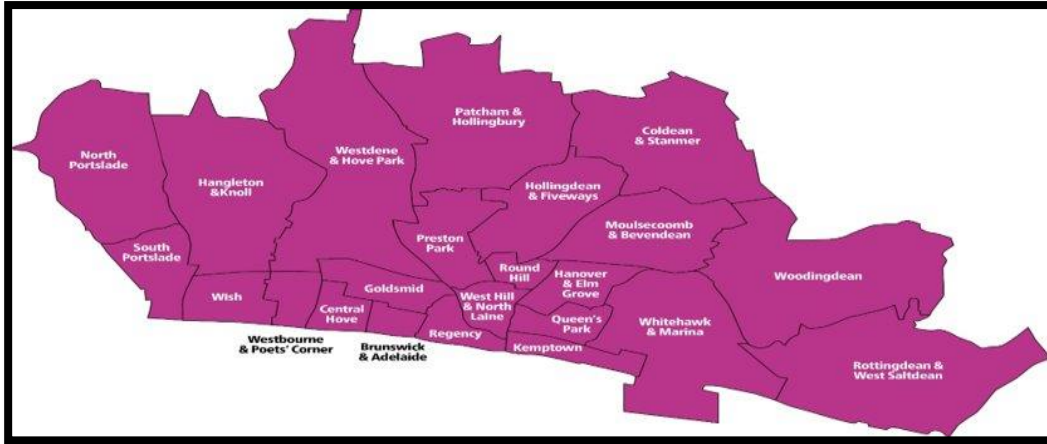 North
Portslade
South
Portslade
Hangleton
&Knoll
Wish
Westbourne
& Poets' Corner
Westdene
& Hove Park
Goldsmid
Central
Hove
Brunswick
& Adelaide
Patcham &
Hollingbury
Preston
Park
Regency
West Hill
& North
Laine
Round
Hill
Hollingdean
& Fiveways
Coldean
& Stanmer
Moulsecoomb
& Bevendean
Hanover
& Elm
Grove
Queen's
Park
Kemptown
Whitehawk
& Marina
Woodingdean
Rottingdean &
West Saltdean